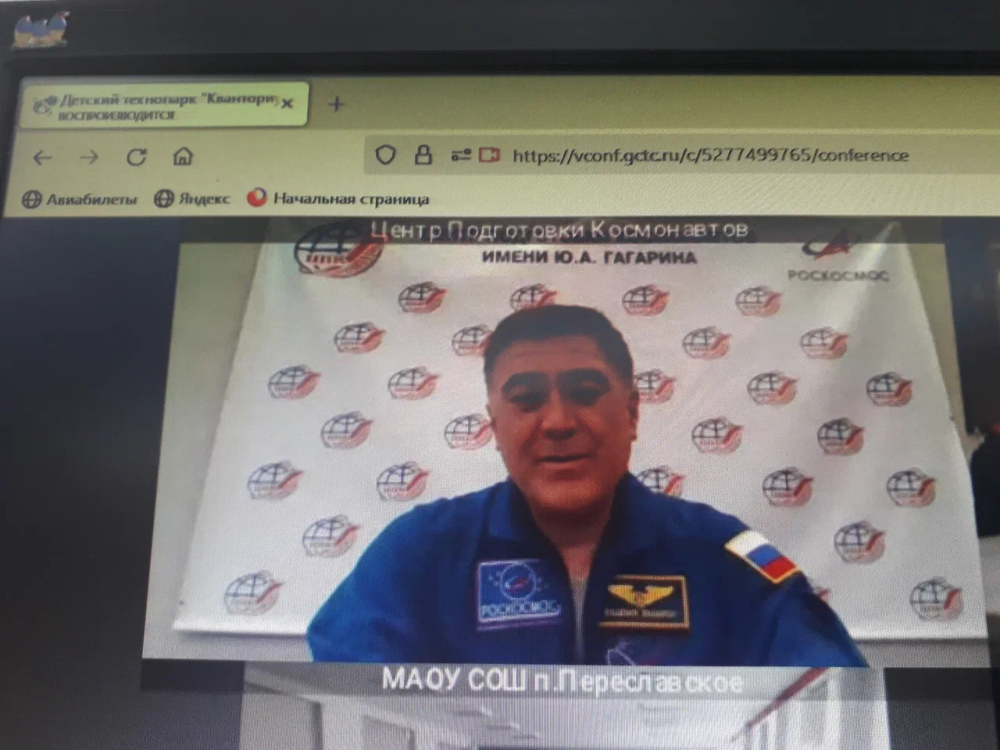 Детский технопарк "Квантори
ВОСПРОИЗВОДИТСЯ
https://vconf.gctc.ru/c/5277499765/conference
Авиабилеты Яндекс Начальная страница
Центр Подготовки Космонавтов
ИМЕНИ Ю.А. ГАГАРИНА
РОСКОСМОС
РОСКОСМОС
МАОУ СОШ п.Переславское